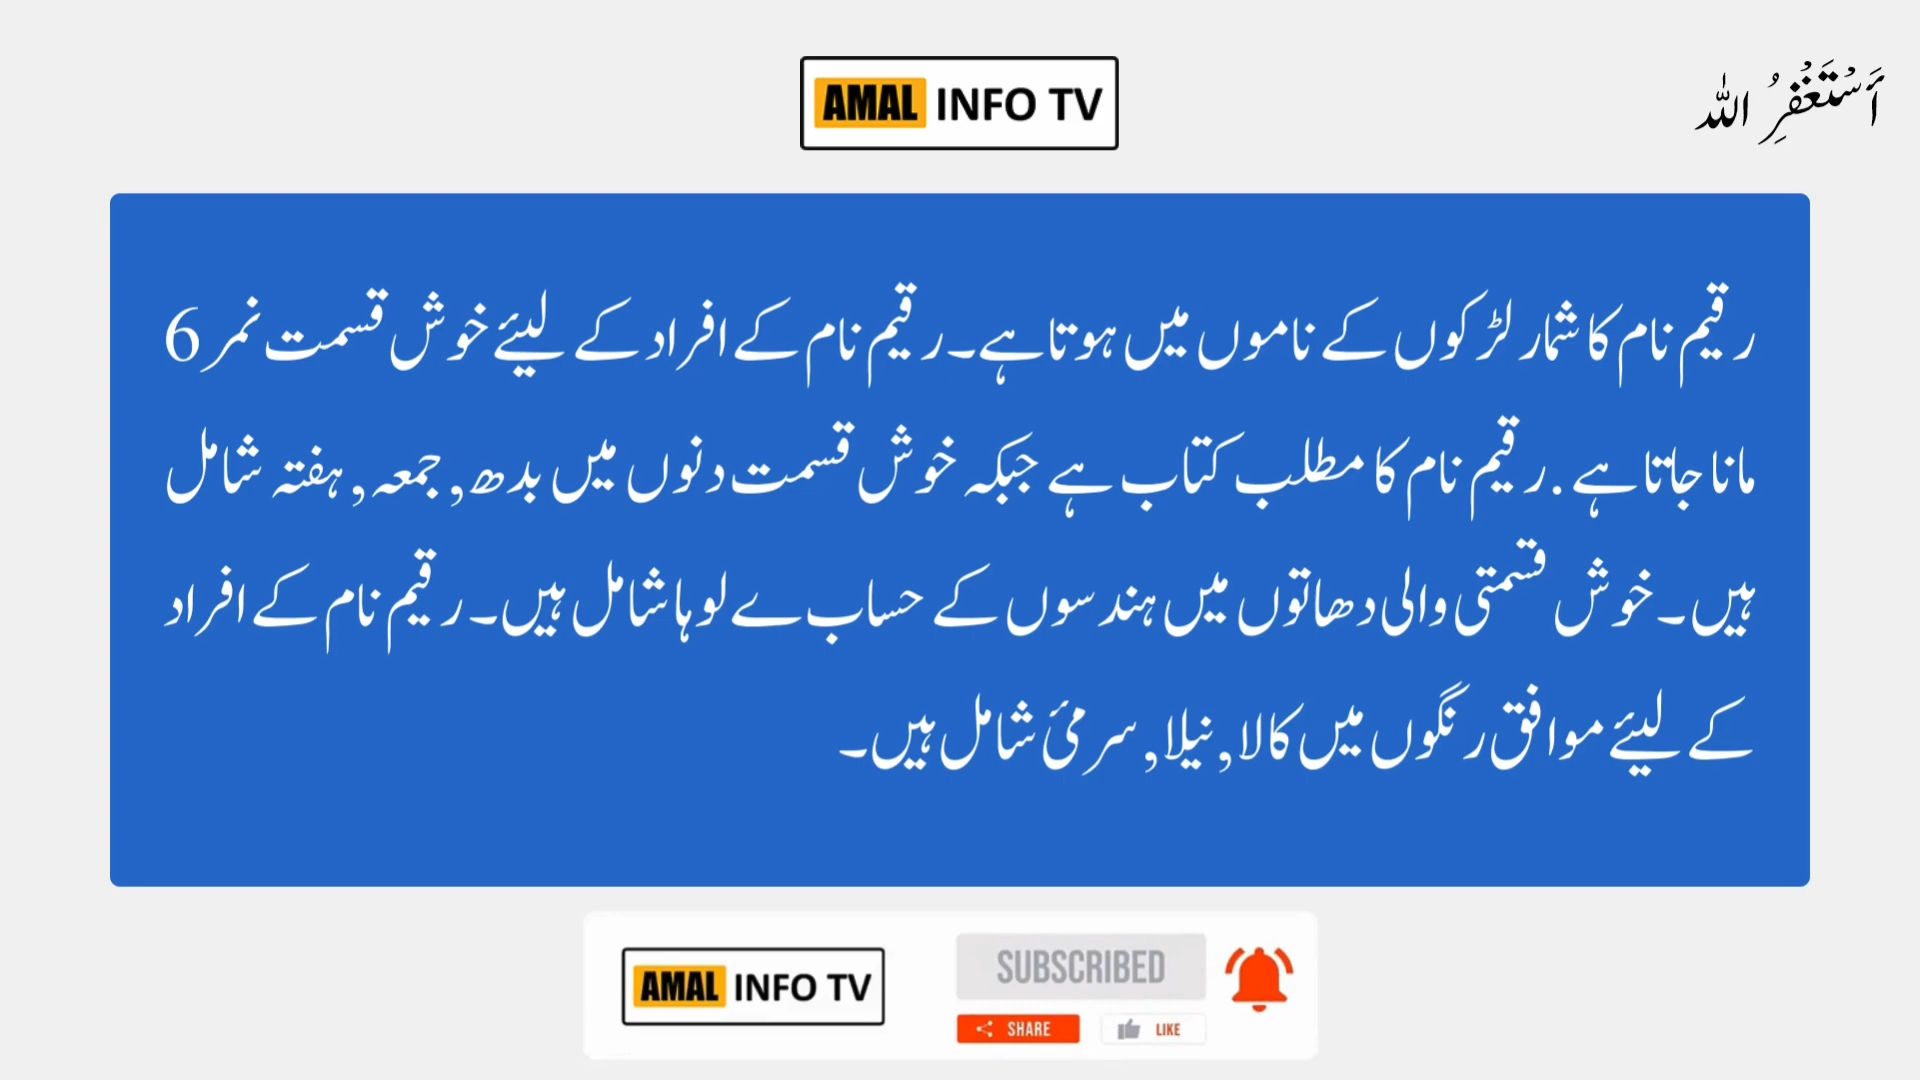 AMAL INFO TV
أَسْتَغْفِرُ اللہ
رقیم نام کا شمار لڑکوں کے ناموں میں ہوتا ہے۔ رقیم نام کے افراد کے لیئے خوش قسمت نمر 6
مانا جاتا ہے . رقیم نام کا مطلب کتاب ہے جبکہ خوش قسمت دنوں میں بدھ, جمعہ, ہفتہ شامل
ہیں۔ خوش قسمتی والی دھاتوں میں ہندسوں کے حساب ے لوہا شامل ہیں۔ رقیم نام کے افراد
کے لیئے موافق رنگوں میں کالا, نیلا, سرمئ شامل ہیں۔
AMAL INFO TV
SUBSCRIBED
SHARE
LIKE